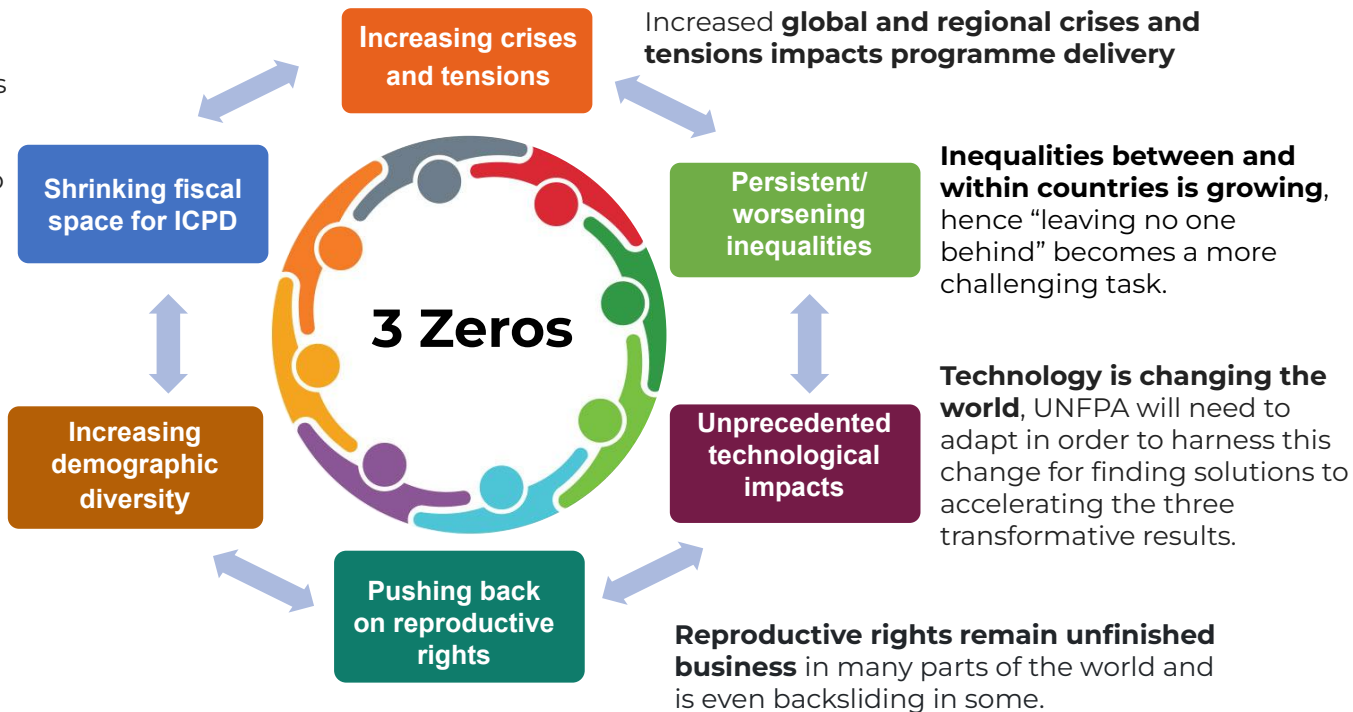 Increasing crises
and tensions
Increased global and regional crises and
tensions impacts programme delivery
s
o
Shrinking fiscal
space for ICPD
Persistent/
worsening
inequalities
Inequalities between and
within countries is growing,
hence “leaving no one
behind” becomes a more
challenging task.
3 Zeros
Increasing
demographic
diversity
Unprecedented
technological
impacts
Technology is changing the
world, UNFPA will need to
adapt in order to harness this
change for finding solutions to
accelerating the three
transformative results.
Pushing back
on reproductive
rights
Reproductive rights remain unfinished
business in many parts of the world and
is even backsliding in some.